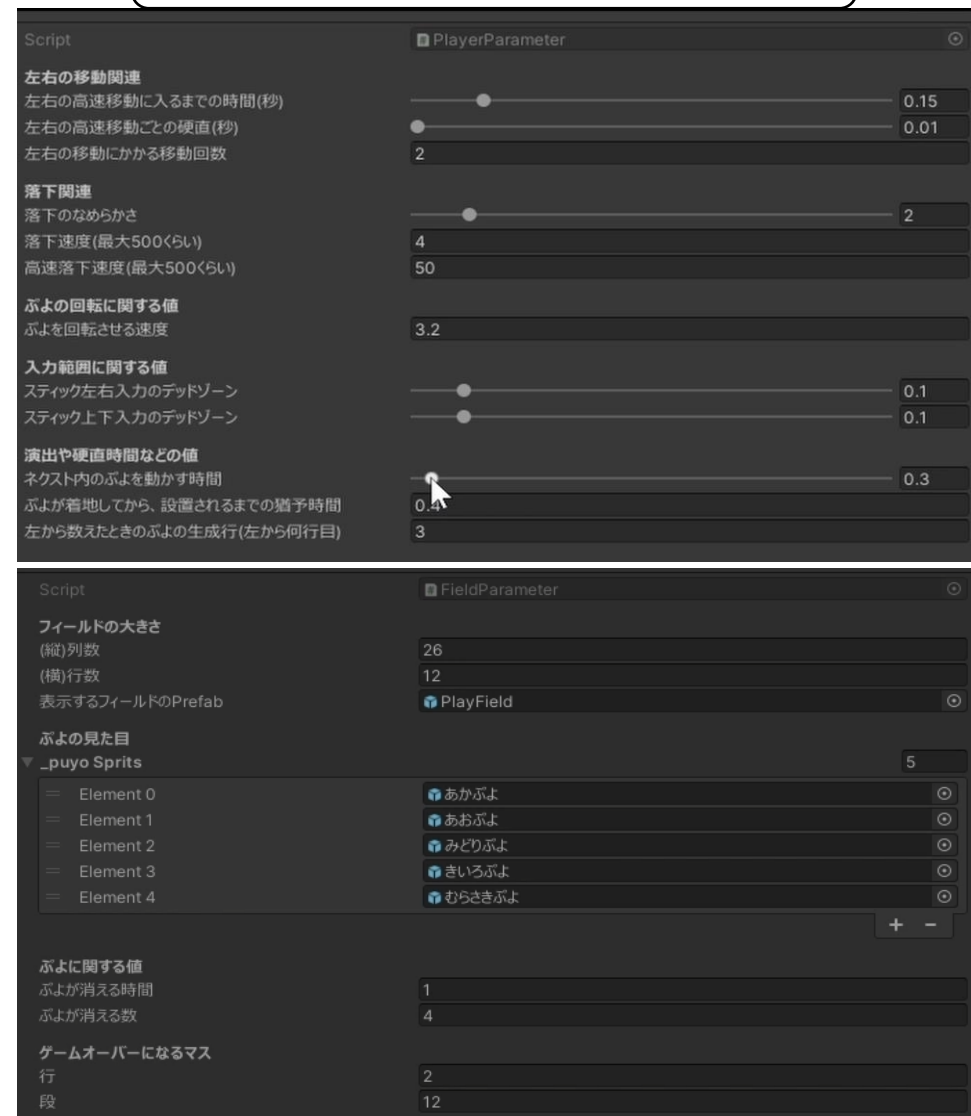 Script PlayerParameter
左右の移動関連
左右の高速移動に入るまでの時間(秒) 0.15
左右の高速移動ごとの硬直(秒) 0.01
左右の移動にかかる移動回数 2
落下関連
落下のなめらかさ 2
落下速度(最大500くらい) 4
高速落下速度(最大500くらい) 50
ぷよの回転に関する値
ぷよを回転させる速度 3.2
入力範囲に関する値
スティック左右入力のデッドゾーン 0.1
スティック上下入力のデッドゾーン 0.1
演出や硬直時間などの値
ネクスト内のぷよを動かす時間 0.3
ぷよが着地してから、設置されるまでの猶予時間 0.4
左から数えたときのぷよの生成行(左から何行目) 3
Script FieldParameter
フィールドの大きさ
(縦)列数 26
(横)行数 12
表示するフィールドのPrefab PlayField
ぷよの見た目
_puyo Sprits 5
Element 0 あかぷよ
Element 1 あおぷよ
Element 2 みどりぷよ
Element 3 きいろぷよ
Element 4 むらさきぷよ
+ -
ぷよに関する値
ぷよが消える時間 1
ぷよが消える数 4
ゲームオーバーになるマス
行 2
段 12